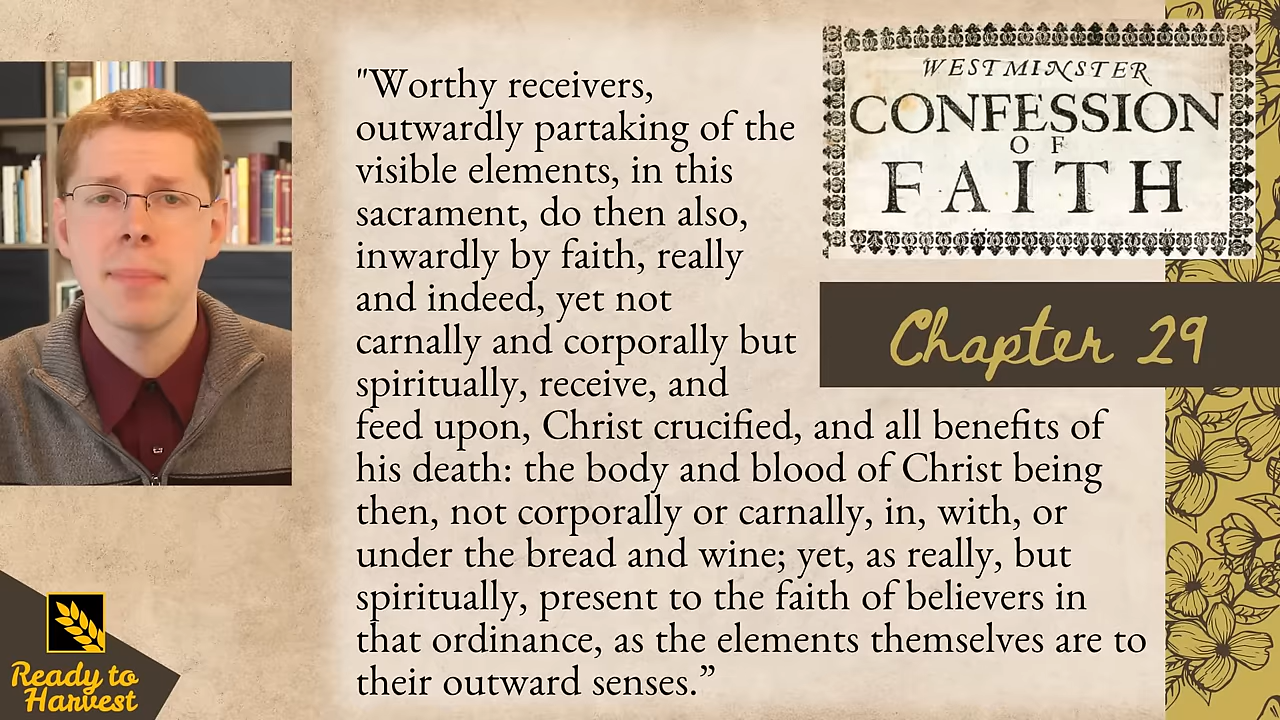 "Worthy receivers,
outwardly partaking of the
visible elements, in this
sacrament, do then also,
inwardly by faith, really
and indeed, yet not
carnally and corporally but
spiritually, receive, and
feed upon, Christ crucified, and all benefits of
his death: the body and blood of Christ being
then, not corporally or carnally, in, with, or
under the bread and wine; yet, as really, but
spiritually, present to the faith of believers in
that ordinance, as the elements themselves are to
their outward senses.”
WESTMINSTER
CONFESSION
OF
FAITH
Chapter 29
Ready to
Harvest